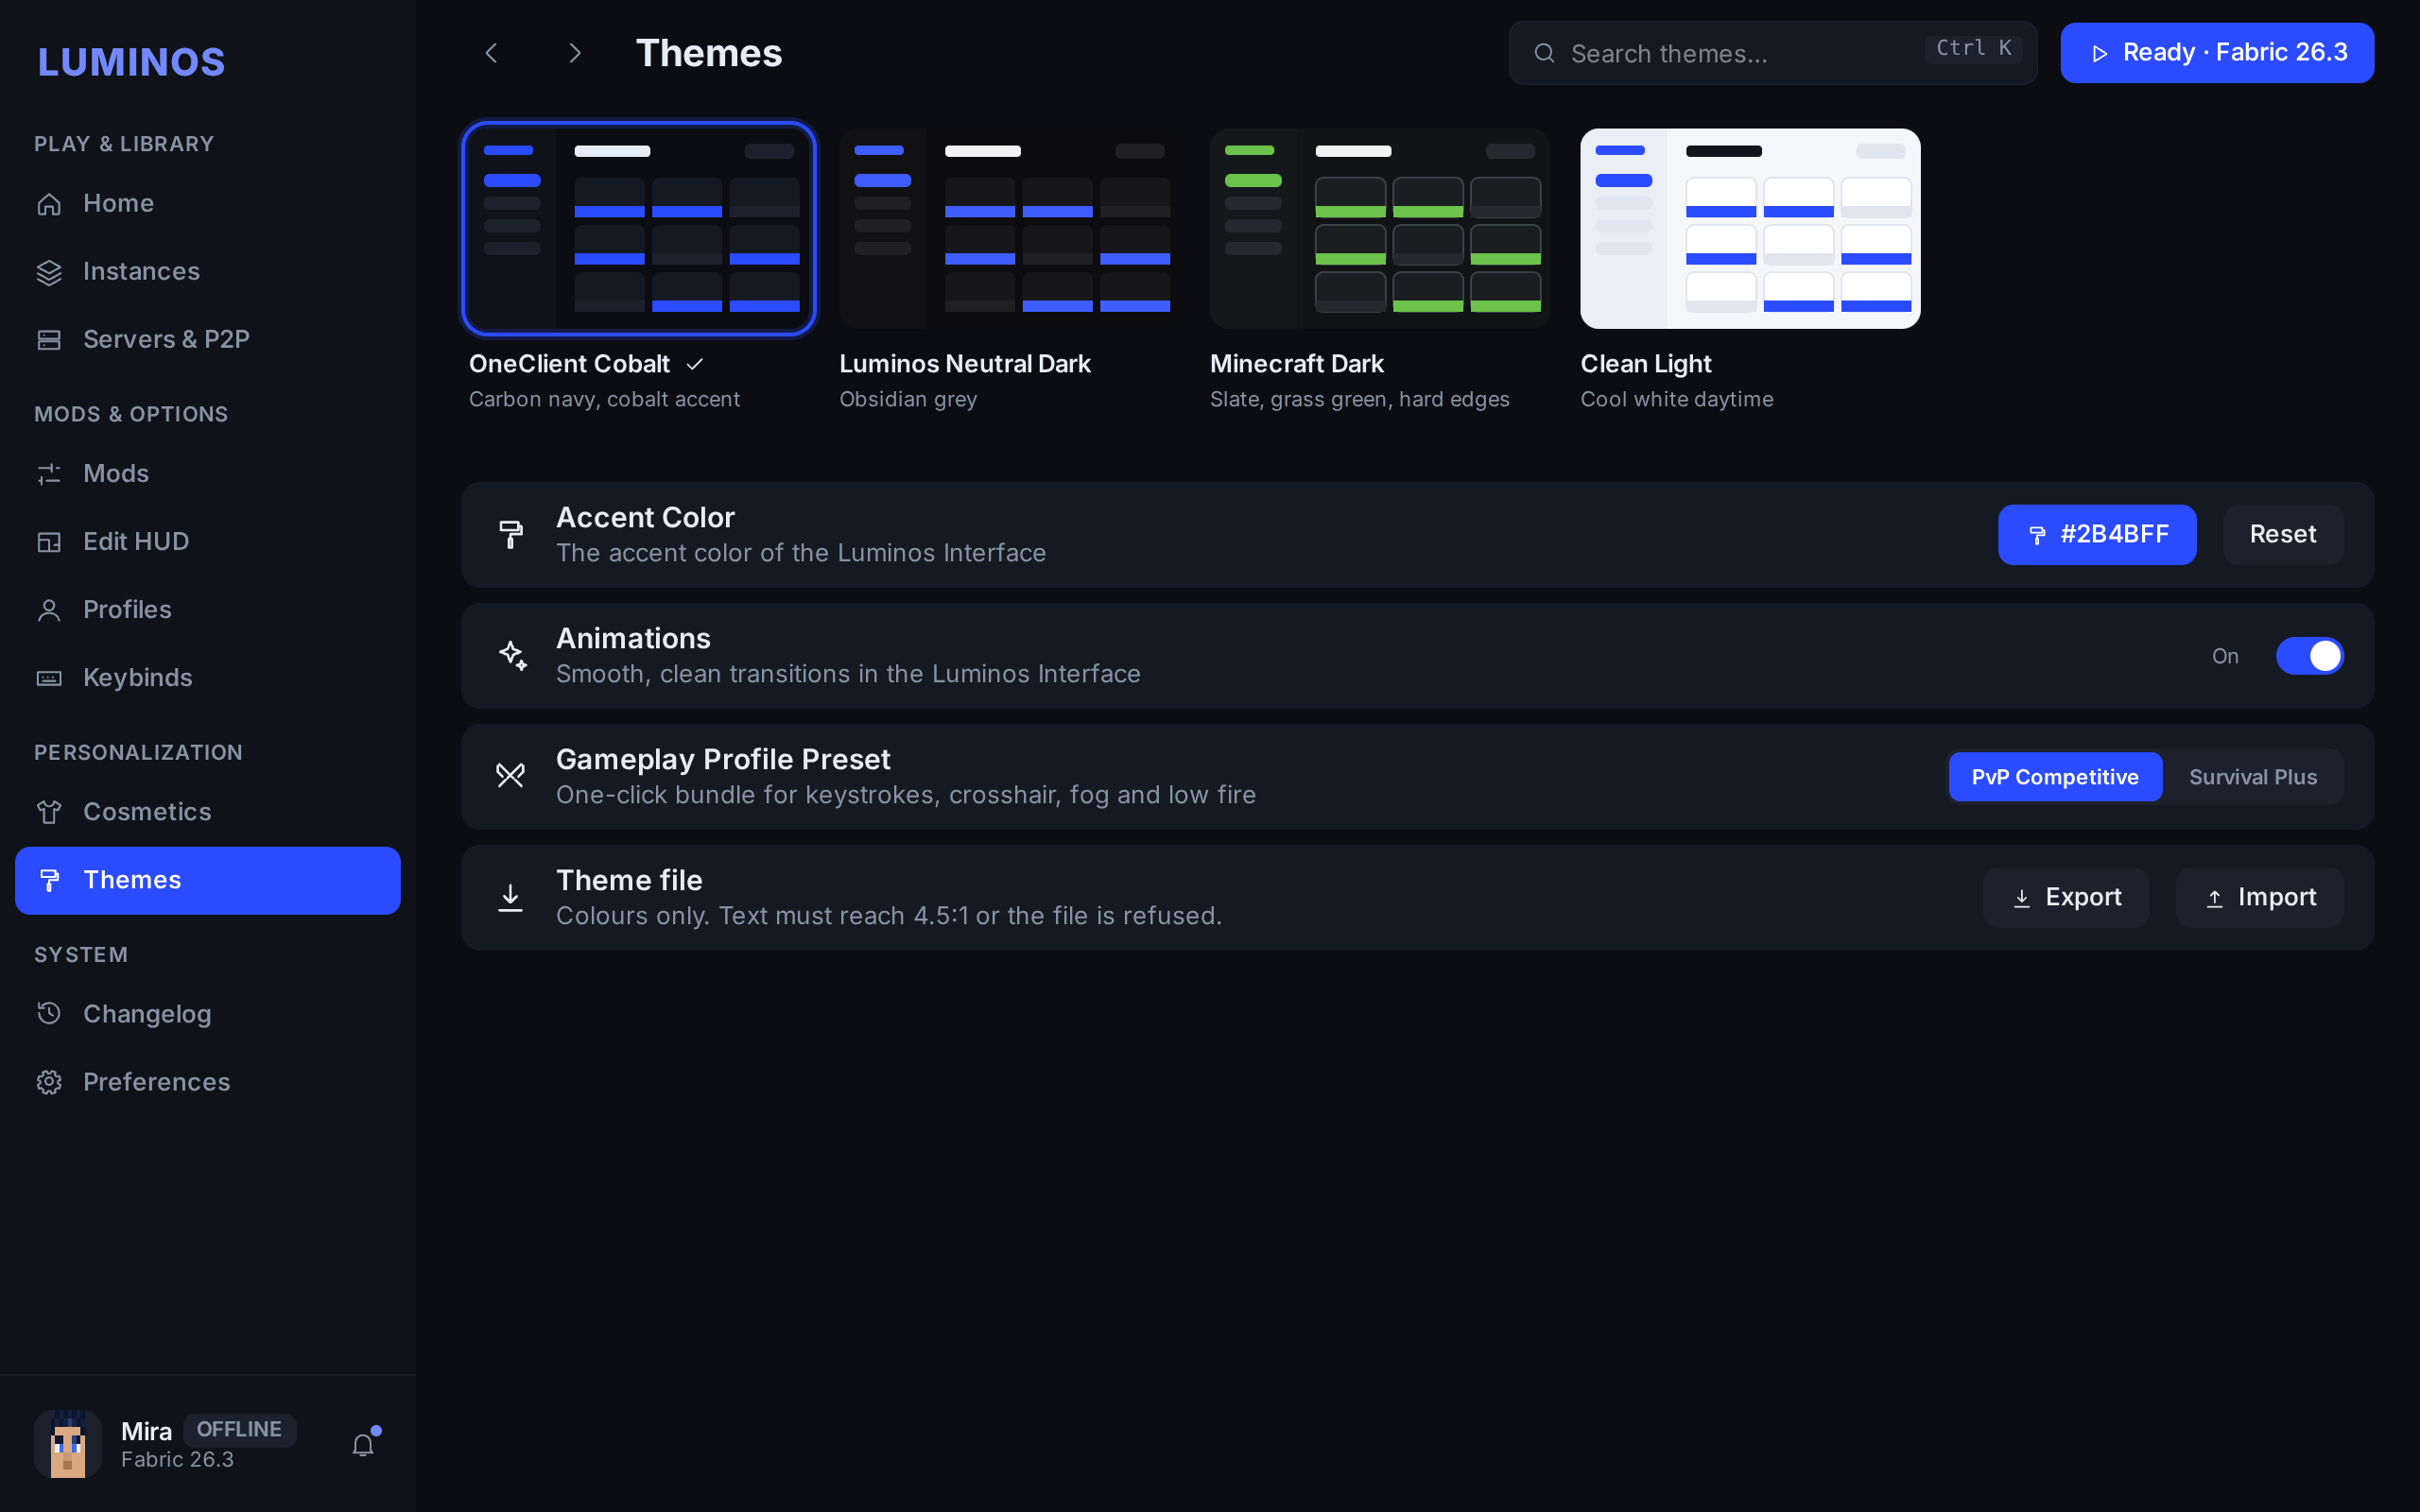 LUMINOS
PLAY & LIBRARY
Home
Instances
Servers & P2P
MODS & OPTIONS
Mods
Edit HUD
Profiles
Keybinds
PERSONALIZATION
Cosmetics
Themes
SYSTEM
Changelog
Preferences
Mira OFFLINE
Fabric 26.3
Themes
Search themes... Ctrl K
Ready · Fabric 26.3
OneClient Cobalt
Carbon navy, cobalt accent
Luminos Neutral Dark
Obsidian grey
Minecraft Dark
Slate, grass green, hard edges
Clean Light
Cool white daytime
Accent Color
The accent color of the Luminos Interface
#2B4BFF Reset
Animations
Smooth, clean transitions in the Luminos Interface
On
Gameplay Profile Preset
One-click bundle for keystrokes, crosshair, fog and low fire
PvP Competitive Survival Plus
Theme file
Colours only. Text must reach 4.5:1 or the file is refused.
Export Import